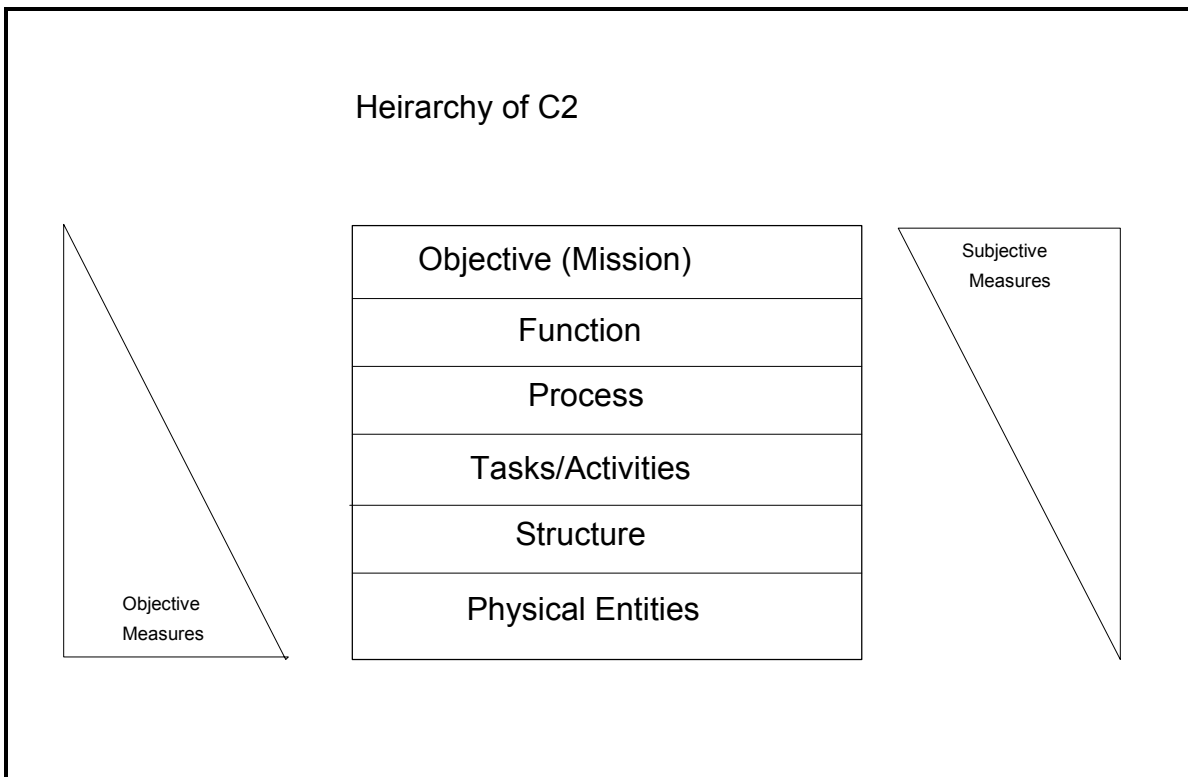 Heirarchy of C2
Objective (Mission)
Function
Process
Tasks/Activities
Structure
Physical Entities
Objective
Measures
Subjective
Measures